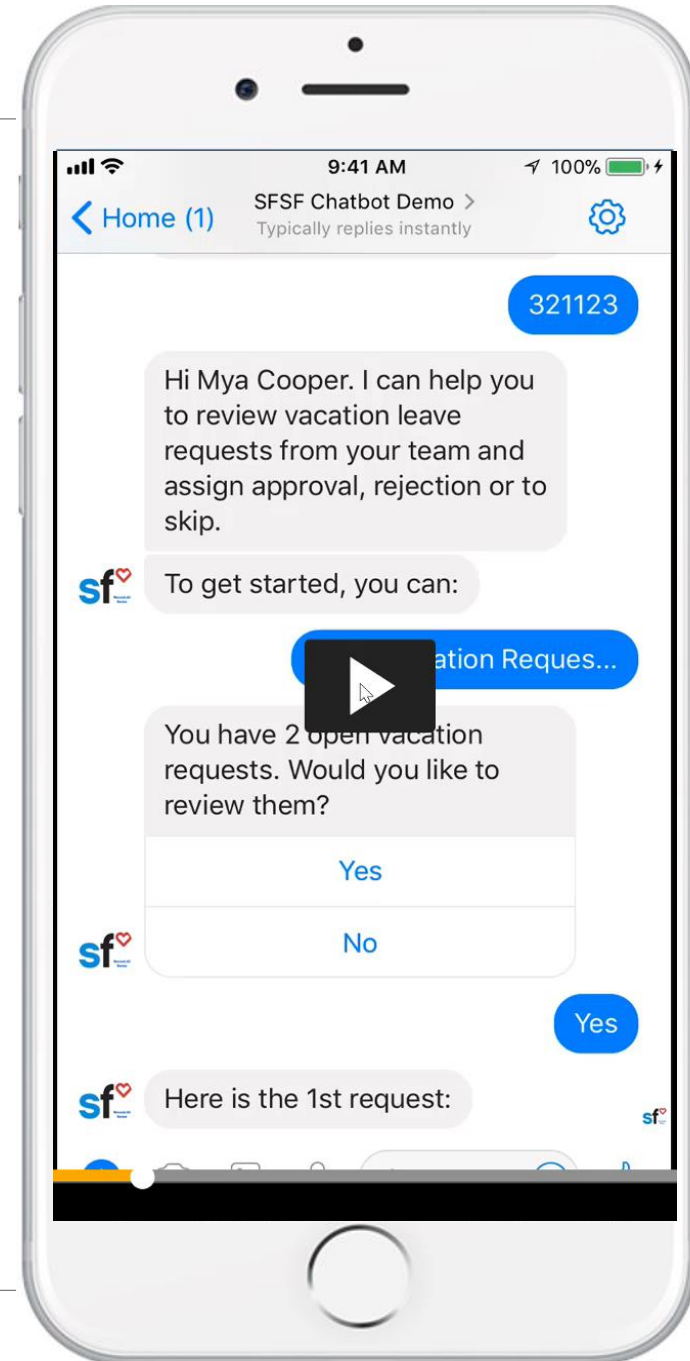 9:41 AM
100%
Home (1)
SFSF Chatbot Demo >
Typically replies instantly
321123
Hi Mya Cooper. I can help you
to review vacation leave
requests from your team and
assign approval, rejection or to
skip.
sf
To get started, you can:
ation Reques...
You have 2 open vacation
requests. Would you like to
review them?
Yes
No
sf
Yes
sf
Here is the 1st request:
sf